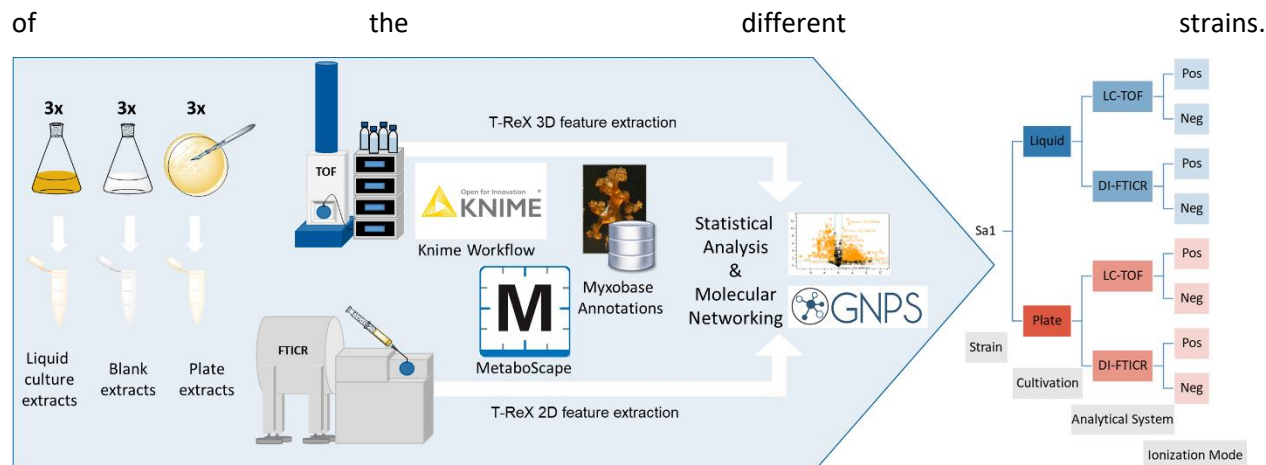 of the different strains.
3x
3x
3x
Liquid
culture
extracts
Blank
extracts
Plate
extracts
TOF
FTICR
T-ReX 3D feature extraction
Open for Innovation
KNIME
Knime Workflow
M
MetaboScape
Myxobase
Annotations
T-ReX 2D feature extraction
Statistical
Analysis
&
Molecular
Networking
GNPS
Sa1
Liquid
LC-TOF
Pos
Neg
DI-FTICR
Pos
Neg
Plate
LC-TOF
Pos
Neg
DI-FTICR
Pos
Neg
Strain
Cultivation
Analytical System
Ionization Mode